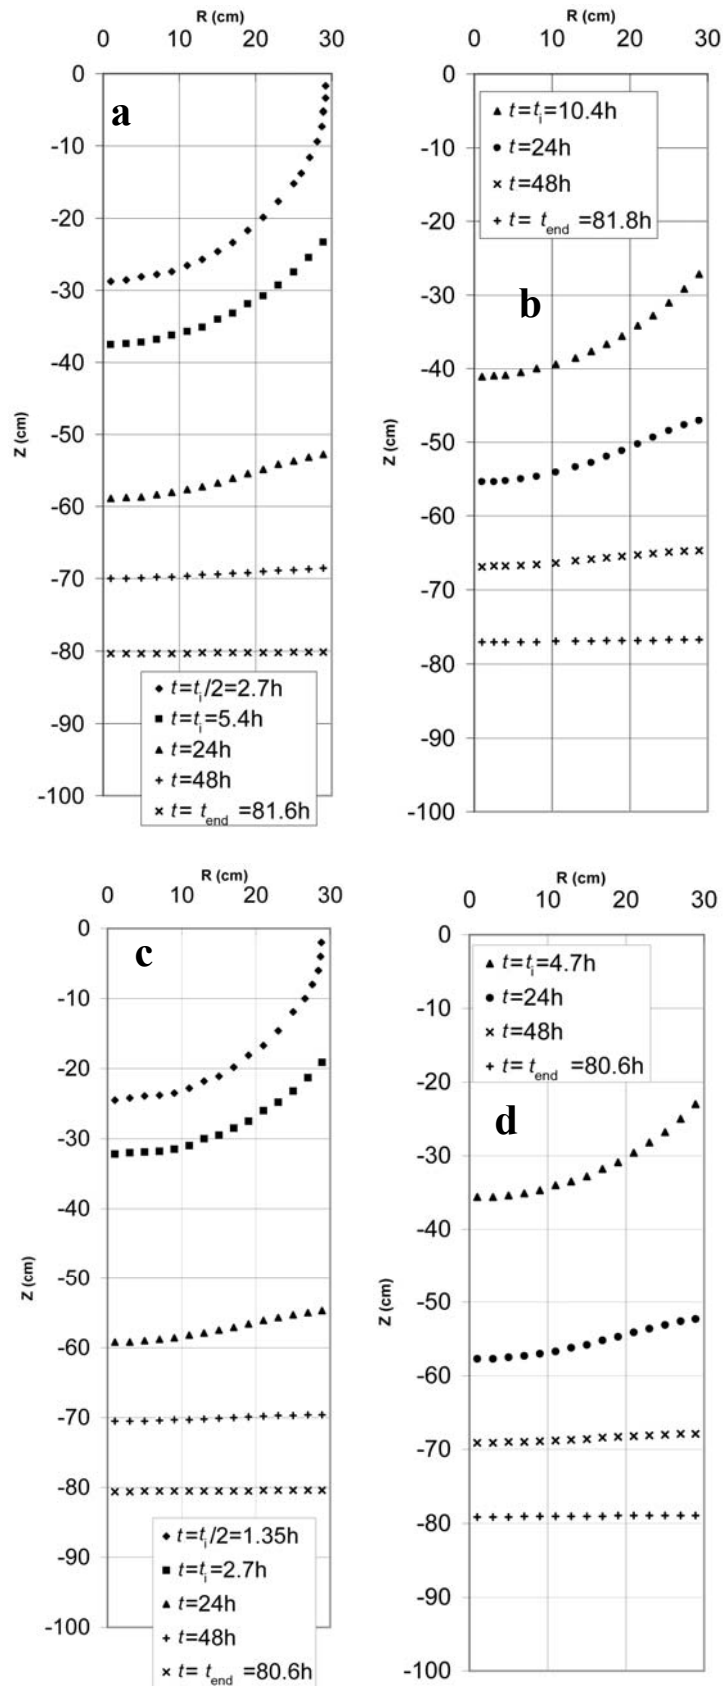 R (cm)
0 10 20 30
0
-10
-20
-30
-40
-50
-60
-70
-80
-90
-100
Z (cm)
a
t=ti/2=2.7h
t=ti=5.4h
t=24h
t=48h
t= tend =81.6h
R (cm)
0 10 20 30
0
-10
-20
-30
-40
-50
-60
-70
-80
-90
-100
Z (cm)
t=ti=10.4h
t=24h
t=48h
t= tend =81.8h
b
R (cm)
0 10 20 30
0
-10
-20
-30
-40
-50
-60
-70
-80
-90
-100
Z (cm)
c
t=ti/2=1.35h
t=ti=2.7h
t=24h
t=48h
t= tend =80.6h
R (cm)
0 10 20 30
0
-10
-20
-30
-40
-50
-60
-70
-80
-90
-100
Z (cm)
t=ti=4.7h
t=24h
t=48h
t= tend =80.6h
d